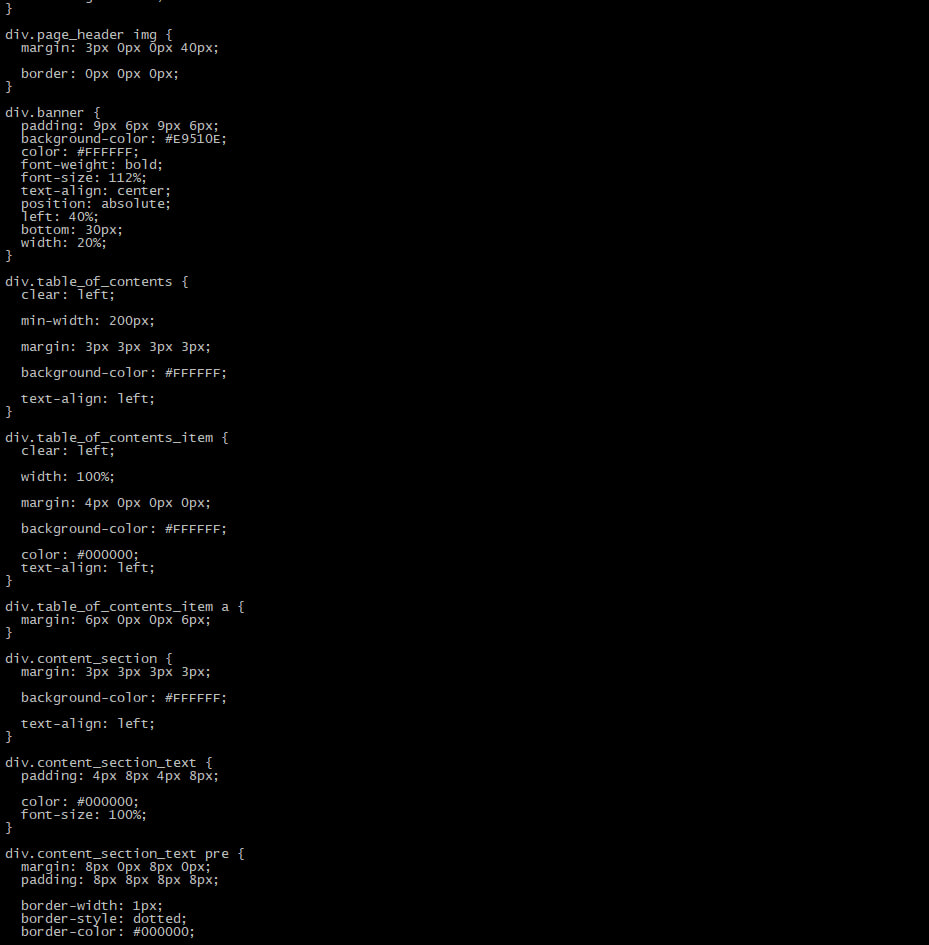 }
div.page_header img {
margin: 3px 0px 0px 40px;
border: 0px 0px 0px;
}
div.banner {
padding: 9px 6px 9px 6px;
background-color: #E9510E;
color: #FFFFFF;
font-weight: bold;
font-size: 112%;
text-align: center;
position: absolute;
left: 40%;
bottom: 30px;
width: 20%;
}
div.table_of_contents {
clear: left;
min-width: 200px;
margin: 3px 3px 3px 3px;
background-color: #FFFFFF;
text-align: left;
}
div.table_of_contents_item {
clear: left;
width: 100%;
margin: 4px 0px 0px 0px;
background-color: #FFFFFF;
color: #000000;
text-align: left;
}
div.table_of_contents_item a {
margin: 6px 0px 0px 6px;
}
div.content_section {
margin: 3px 3px 3px 3px;
background-color: #FFFFFF;
text-align: left;
}
div.content_section_text {
padding: 4px 8px 4px 8px;
color: #000000;
font-size: 100%;
}
div.content_section_text pre {
margin: 8px 0px 8px 0px;
padding: 8px 8px 8px 8px;
border-width: 1px;
border-style: dotted;
border-color: #000000;